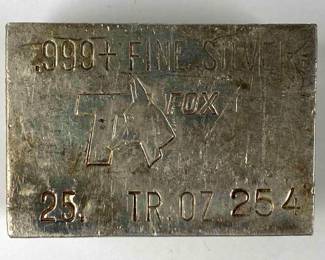 .999+ FINE SILVER
FOX
25. TR. OZ 254